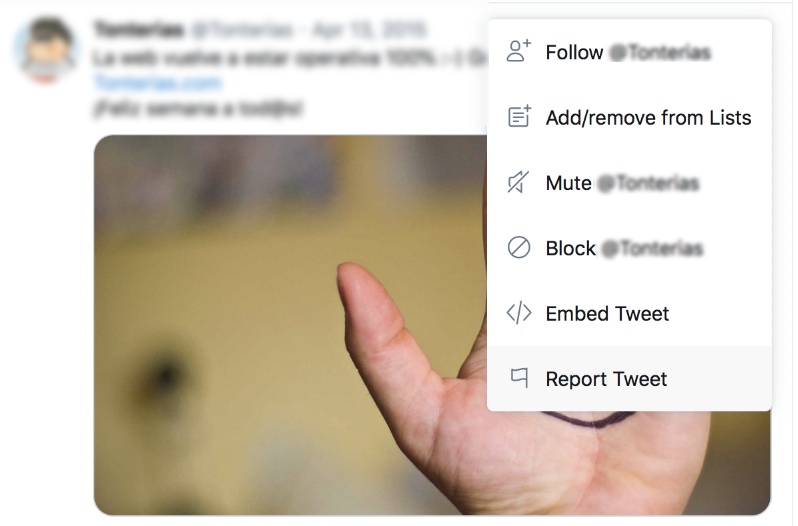 Tonterias @Tonterias · Apr 13, 2015
La web vuelve a estar operativa 100% :-)
Tonterias.com
¡Feliz semana a tod@s!
Follow @Tonterias
Add/remove from Lists
Mute @Tonterias
Block @Tonterias
Embed Tweet
Report Tweet